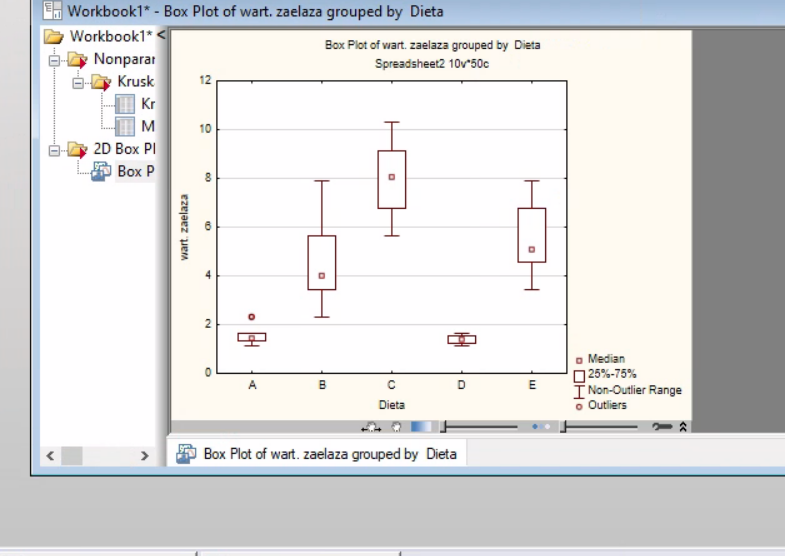 Workbook1* - Box Plot of wart. zaelaza grouped by Dieta
Workbook1*
Nonparar
Krusk
Kr
M
2D Box Pl
Box P
Box Plot of wart. zaelaza grouped by Dieta
Spreadsheet2 10v*50c
12
10
8
6
4
2
0
wart. zaelaza
A B C D E
Dieta
Median
25%-75%
Non-Outlier Range
Outliers
Box Plot of wart. zaelaza grouped by Dieta